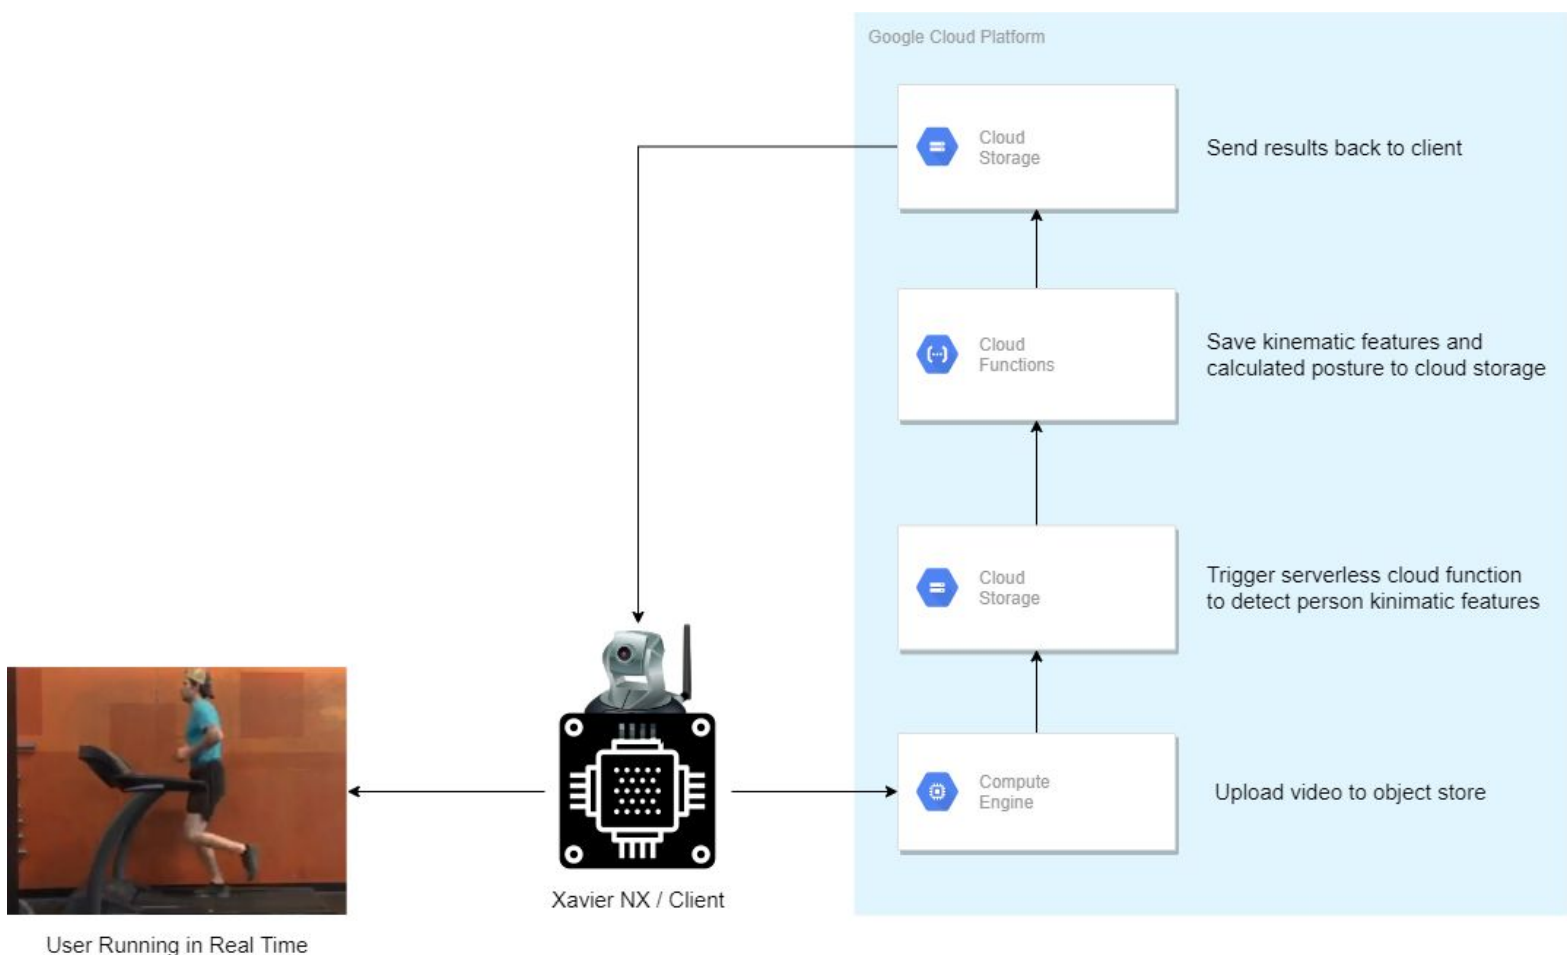 Google Cloud Platform
Cloud
Storage
Send results back to client
Cloud
Functions
Save kinematic features and
calculated posture to cloud storage
Cloud
Storage
Trigger serverless cloud function
to detect person kinimatic features
Compute
Engine
Upload video to object store
Xavier NX / Client
User Running in Real Time